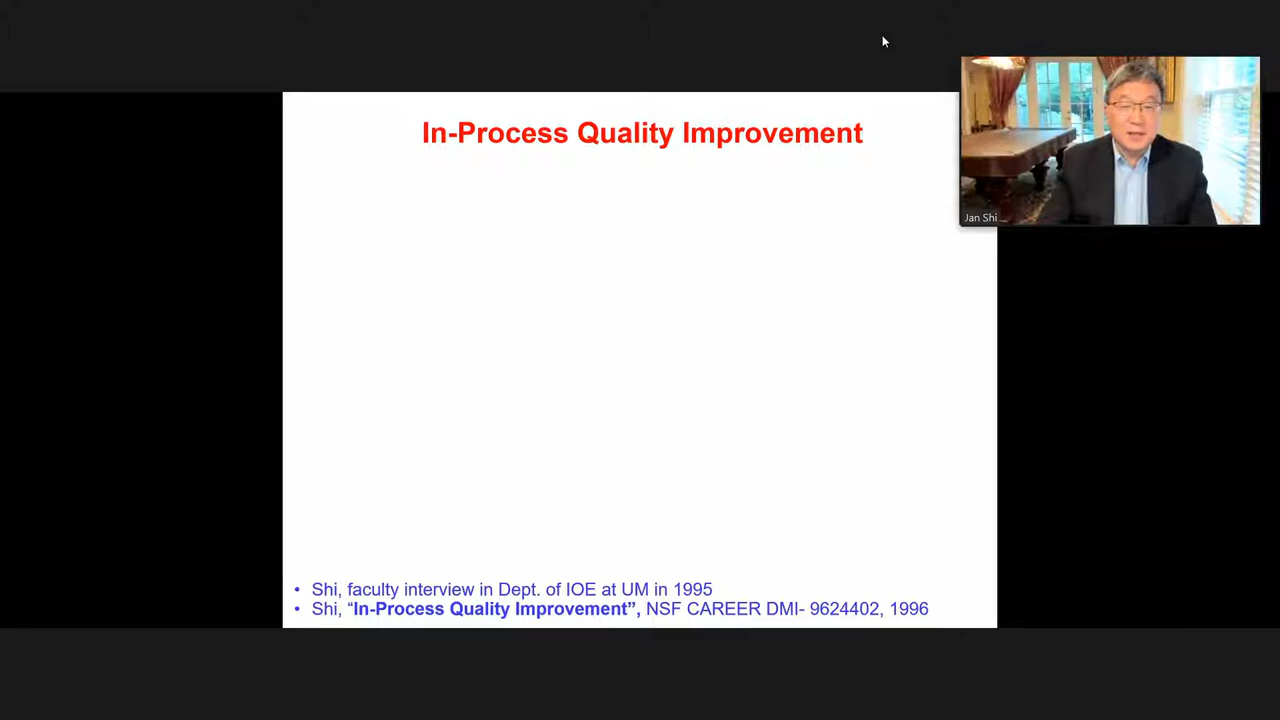 In-Process Quality Improvement
Jan Shi
• Shi, faculty interview in Dept. of IOE at UM in 1995
• Shi, “In-Process Quality Improvement”, NSF CAREER DMI- 9624402, 1996